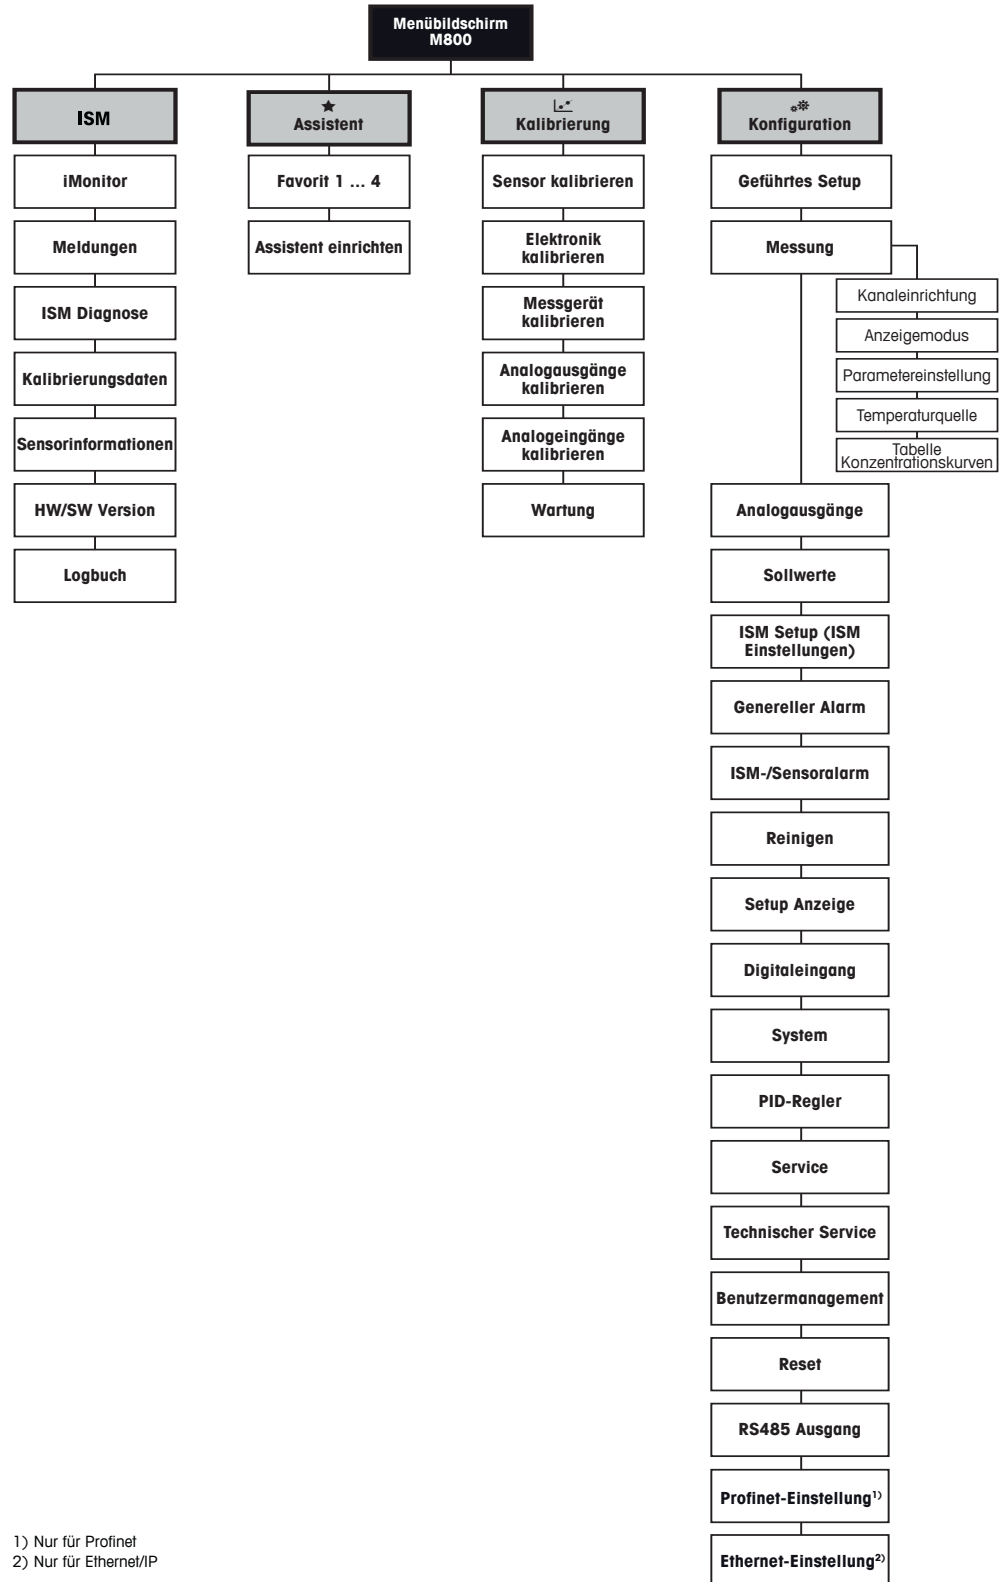 Menübildschirm
M800
ISM
iMonitor
Meldungen
ISM Diagnose
Kalibrierungsdaten
Sensorinformationen
HW/SW Version
Logbuch
Assistent
Favorit 1 ... 4
Assistent einrichten
Kalibrierung
Sensor kalibrieren
Elektronik
kalibrieren
Messgerät
kalibrieren
Analogausgänge
kalibrieren
Analogeingänge
kalibrieren
Wartung
Konfiguration
Geführtes Setup
Messung
Kanaleinrichtung
Anzeigemodus
Parametereinstellung
Temperaturquelle
Tabelle
Konzentrationskurven
Analogausgänge
Sollwerte
ISM Setup (ISM
Einstellungen)
Genereller Alarm
ISM-/Sensoralarm
Reinigen
Setup Anzeige
Digitaleingang
System
PID-Regler
Service
Technischer Service
Benutzermanagement
Reset
RS485 Ausgang
Profinet-Einstellung1)
Ethernet-Einstellung2)
1) Nur für Profinet
2) Nur für Ethernet/IP